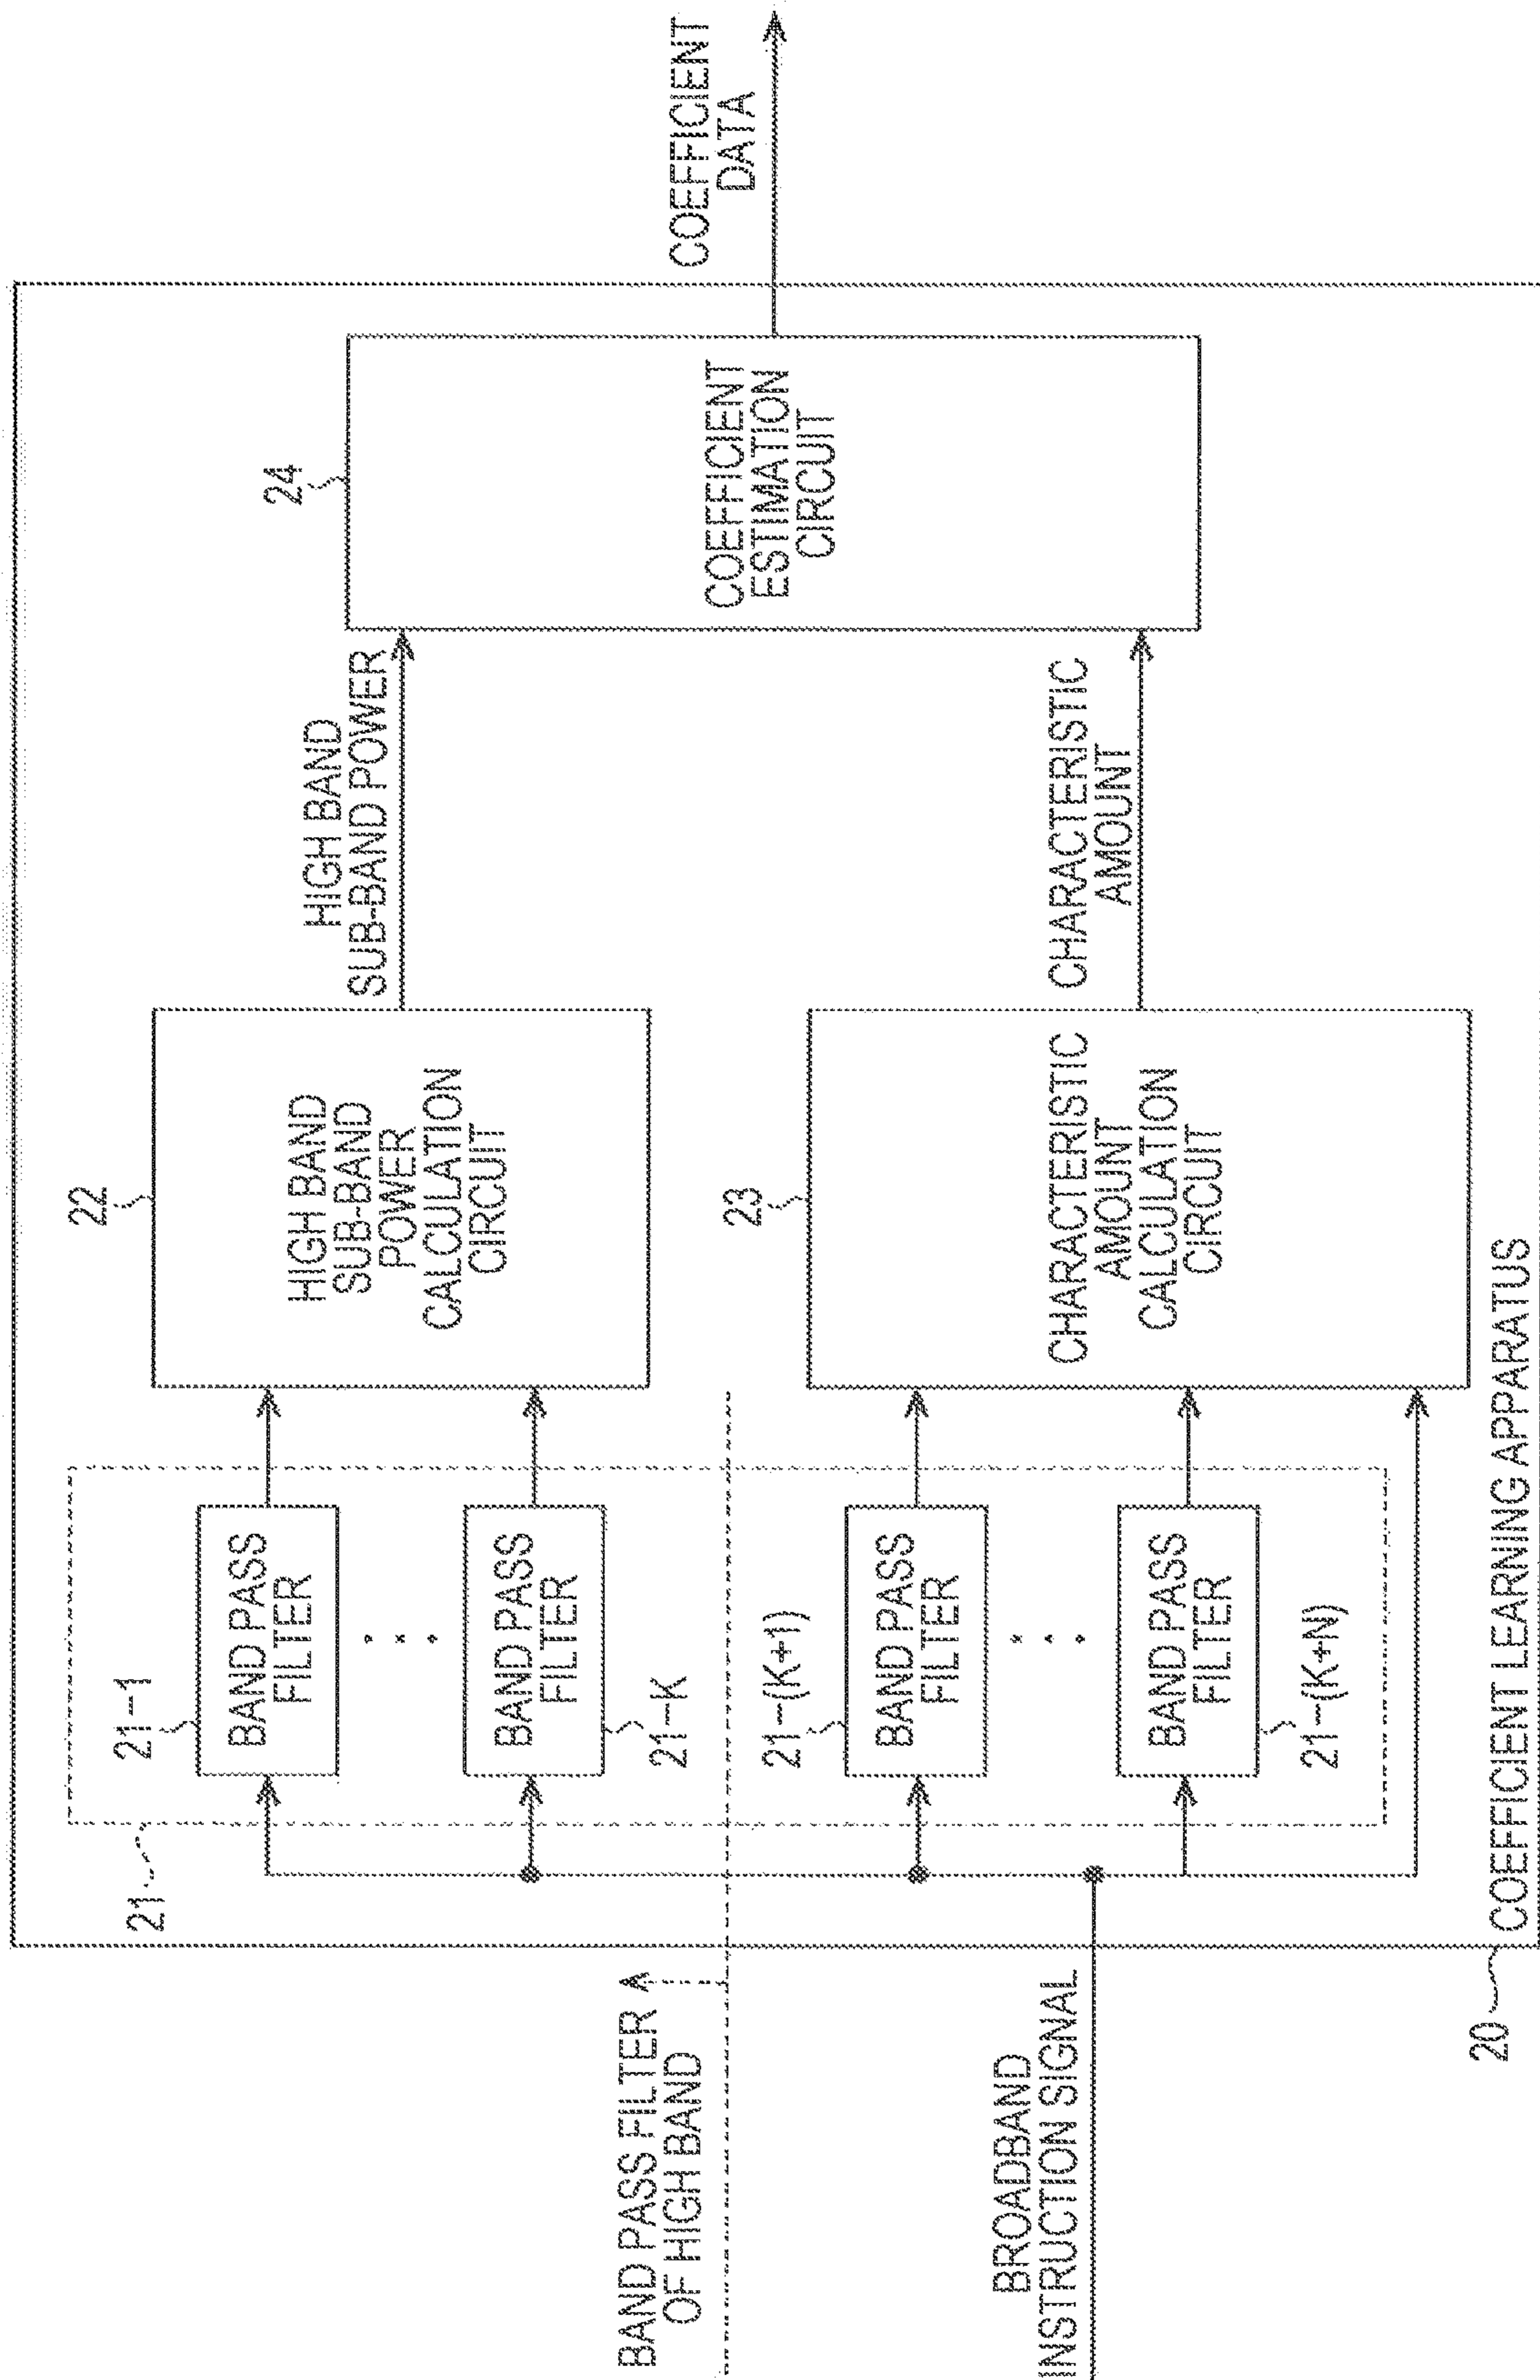 BAND PASS FILTER
OF HIGH BAND
BROADBAND
INSTRUCTION SIGNAL
20
COEFFICIENT LEARNING APPARATUS
21
21-1
BAND PASS
FILTER
BAND PASS
FILTER
21-K
21-(K+1)
BAND PASS
FILTER
BAND PASS
FILTER
21-(K+N)
22
HIGH BAND
SUB-BAND
POWER
CALCULATION
CIRCUIT
23
CHARACTERISTIC
AMOUNT
CALCULATION
CIRCUIT
HIGH BAND
SUB-BAND POWER
CHARACTERISTIC
AMOUNT
24
COEFFICIENT
ESTIMATION
CIRCUIT
COEFFICIENT
DATA